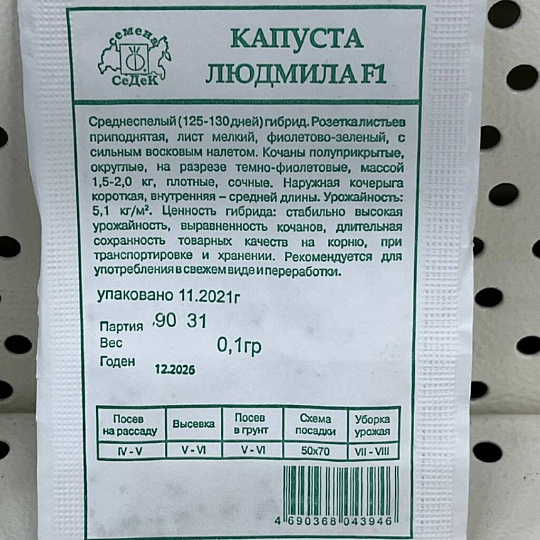 семена
СеДеК
КАПУСТА
ЛЮДМИЛА F1
Среднеспелый (125-130 дней) гибрид. Розетка листьев
приподнятая, лист мелкий, фиолетово-зеленый, с
сильным восковым налетом. Кочаны полуприкрытые,
округлые, на разрезе темно-фиолетовые, массой
1,5-2,0 кг, плотные, сочные. Наружная кочерыга
короткая, внутренняя – средней длины. Урожайность:
5,1 кг/м². Ценность гибрида: стабильно высокая
урожайность, выравненность кочанов, длительная
сохранность товарных качеств на корню, при
транспортировке и хранении. Рекомендуется для
употребления в свежем виде и переработки.
упаковано 11.2021г
Партия 90 31
Вес 0,1гр
Годен 12.2026
Посев на рассаду Высевка Посев в грунт Схема посадки Уборка урожая
IV - V V - VI V - VI 50х70 VII - VIII
4 690368 043946